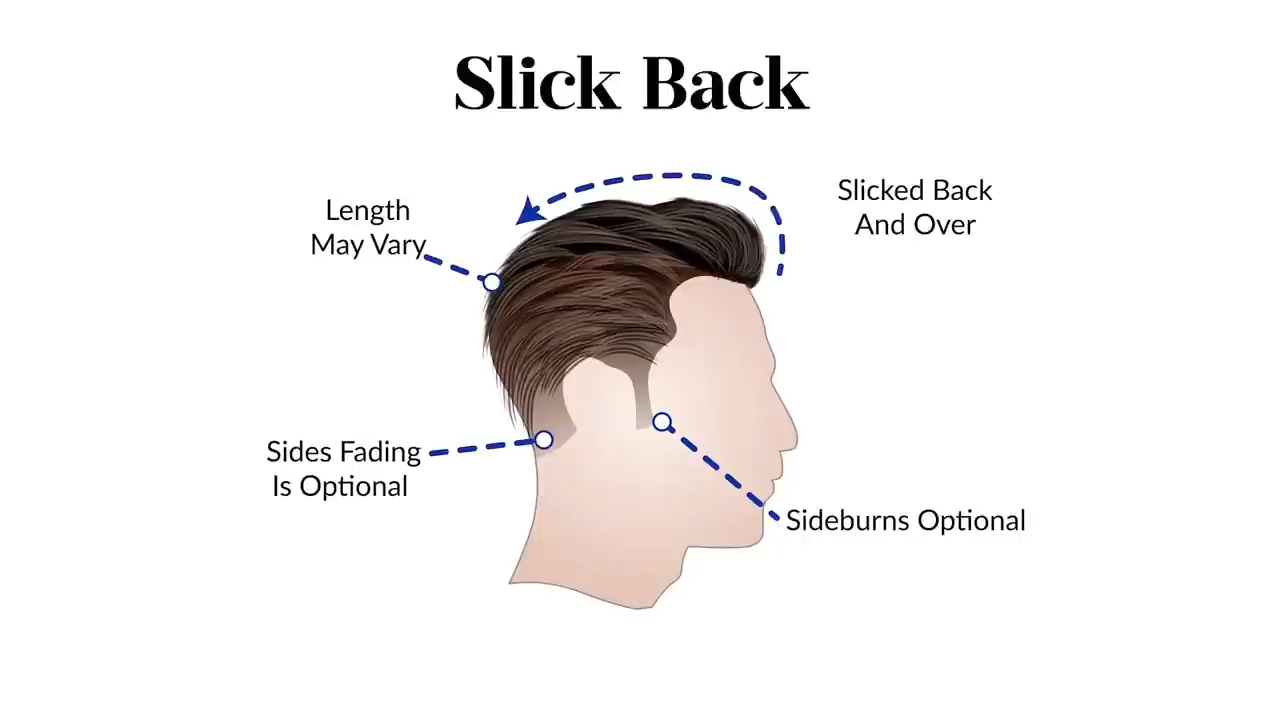 Slick Back
Slicked Back
And Over
Length
May Vary
Sides Fading
Is Optional
Sideburns Optional